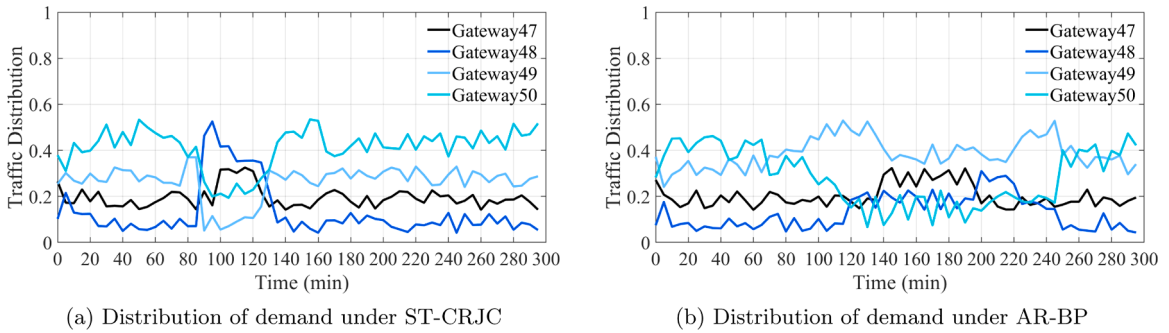 1
0.8
0.6
0.4
0.2
0
Traffic Distribution
Gateway47
Gateway48
Gateway49
Gateway50
0 20 40 60 80 100 120 140 160 180 200 220 240 260 280 300
Time (min)
(a) Distribution of demand under ST-CRJC
1
0.8
0.6
0.4
0.2
0
Traffic Distribution
Gateway47
Gateway48
Gateway49
Gateway50
0 20 40 60 80 100 120 140 160 180 200 220 240 260 280 300
Time (min)
(b) Distribution of demand under AR-BP